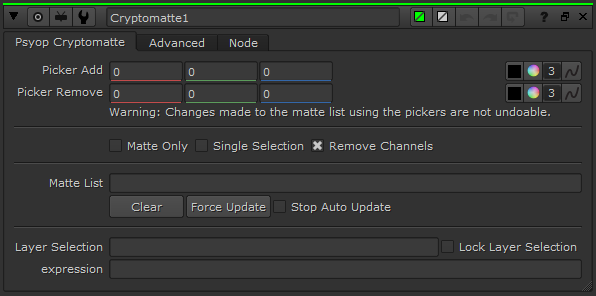 Cryptomatte1 ?
Psyop Cryptomatte Advanced Node
Picker Add 0 0 0 3
Picker Remove 0 0 0 3
Warning: Changes made to the matte list using the pickers are not undoable.
Matte Only Single Selection Remove Channels
Matte List
Clear Force Update Stop Auto Update
Layer Selection Lock Layer Selection
expression